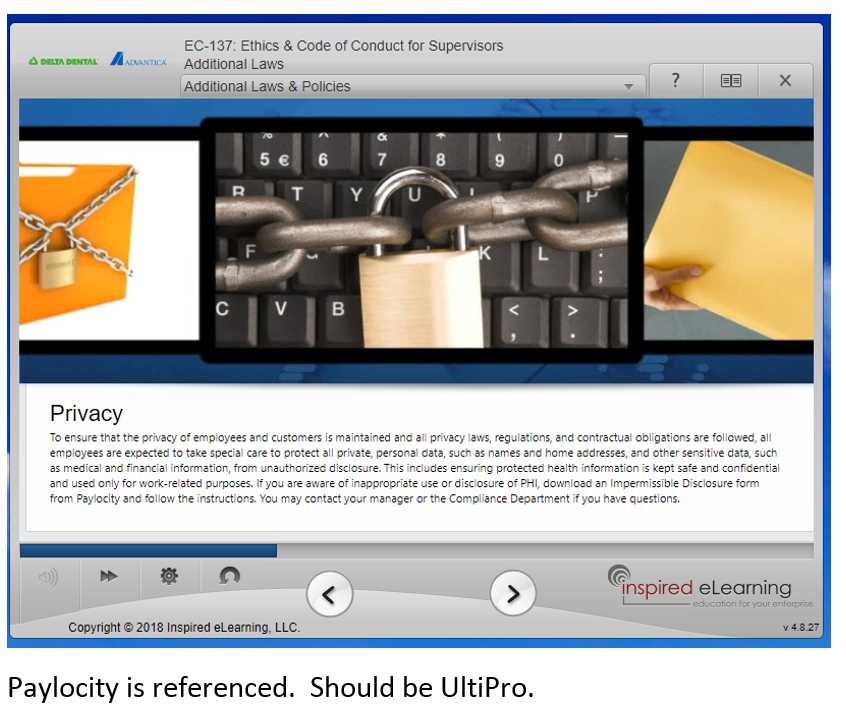 EC-137: Ethics & Code of Conduct for Supervisors
DELTA DENTAL ADVANTICA
Additional Laws
Additional Laws & Policies
?
X
% ^ & * ( ) _
5 € 6 7 8 9 0
R T Y U I P
F G K L : ;
C V B < , > .
Privacy
To ensure that the privacy of employees and customers is maintained and all privacy laws, regulations, and contractual obligations are followed, all
employees are expected to take special care to protect all private, personal data, such as names and home addresses, and other sensitive data, such
as medical and financial information, from unauthorized disclosure. This includes ensuring protected health information is kept safe and confidential
and used only for work-related purposes. If you are aware of inappropriate use or disclosure of PHI, download an Impermissible Disclosure form
from Paylocity and follow the instructions. You may contact your manager or the Compliance Department if you have questions.
inspired eLearning
education for your enterprise
Copyright © 2018 Inspired eLearning, LLC.
v 4.8.27
Paylocity is referenced.  Should be UltiPro.